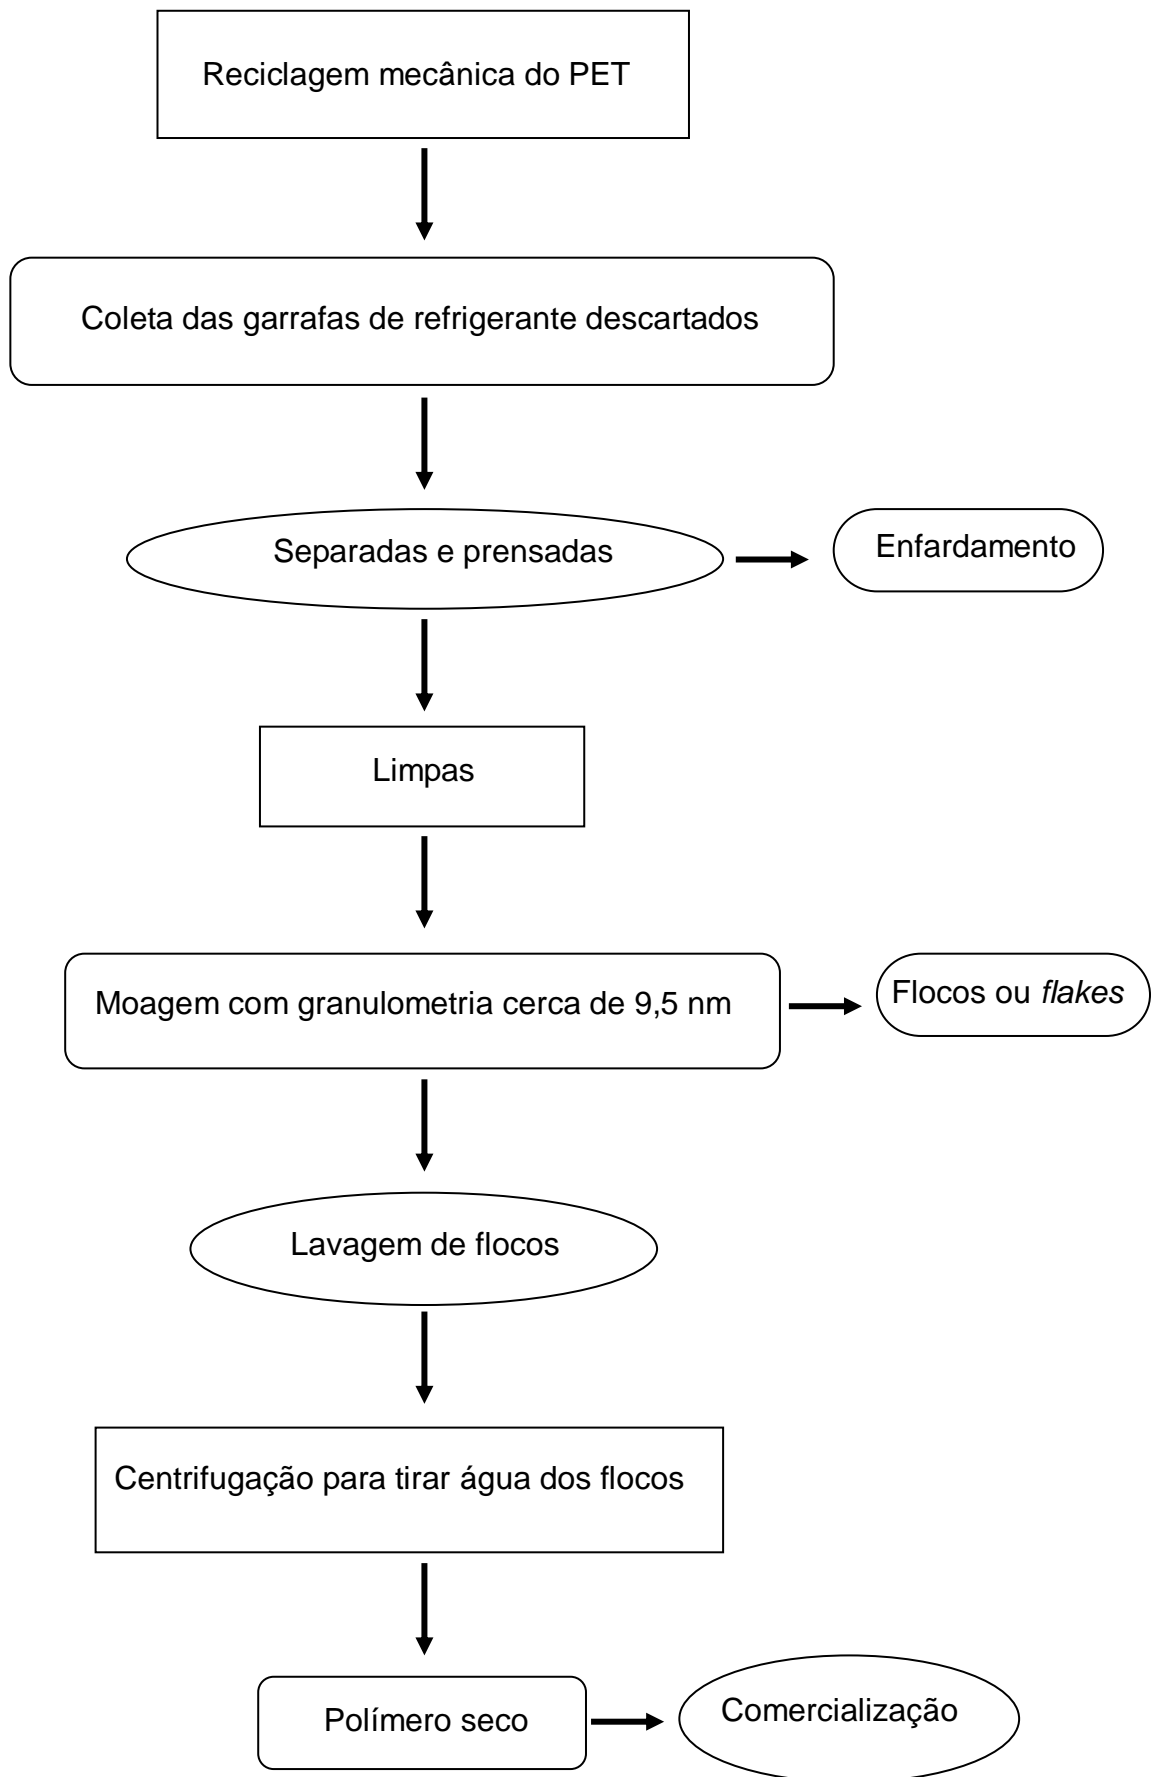 Reciclagem mecânica do PET
Coleta das garrafas de refrigerante descartados
Separadas e prensadas
Enfardamento
Limpas
Moagem com granulometria cerca de 9,5 nm
Flocos ou flakes
Lavagem de flocos
Centrifugação para tirar água dos flocos
Polímero seco
Comercialização